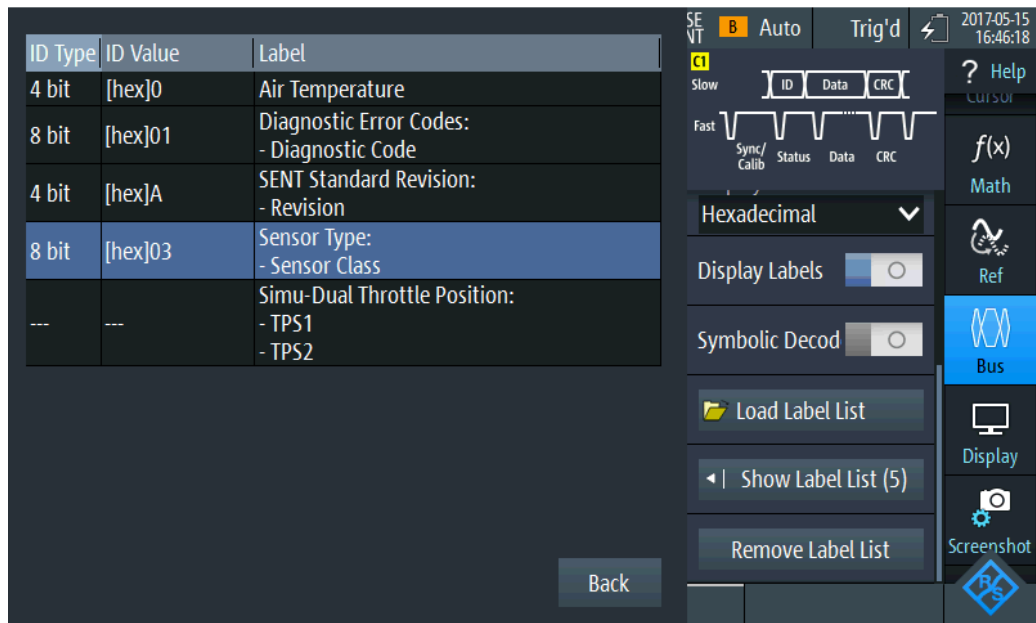 ID Type ID Value Label
4 bit [hex]0 Air Temperature
8 bit [hex]01 Diagnostic Error Codes:
- Diagnostic Code
4 bit [hex]A SENT Standard Revision:
- Revision
8 bit [hex]03 Sensor Type:
- Sensor Class
--- --- Simu-Dual Throttle Position:
- TPS1
- TPS2
Back
SE
NT B Auto Trig'd 2017-05-15
16:46:18
C1
Slow ID Data CRC
Fast
Sync/
Calib Status Data CRC
Hexadecimal
Display Labels
Symbolic Decod
Load Label List
Show Label List (5)
Remove Label List
? Help
Cursor
f(x)
Math
Ref
Bus
Display
Screenshot
R
S